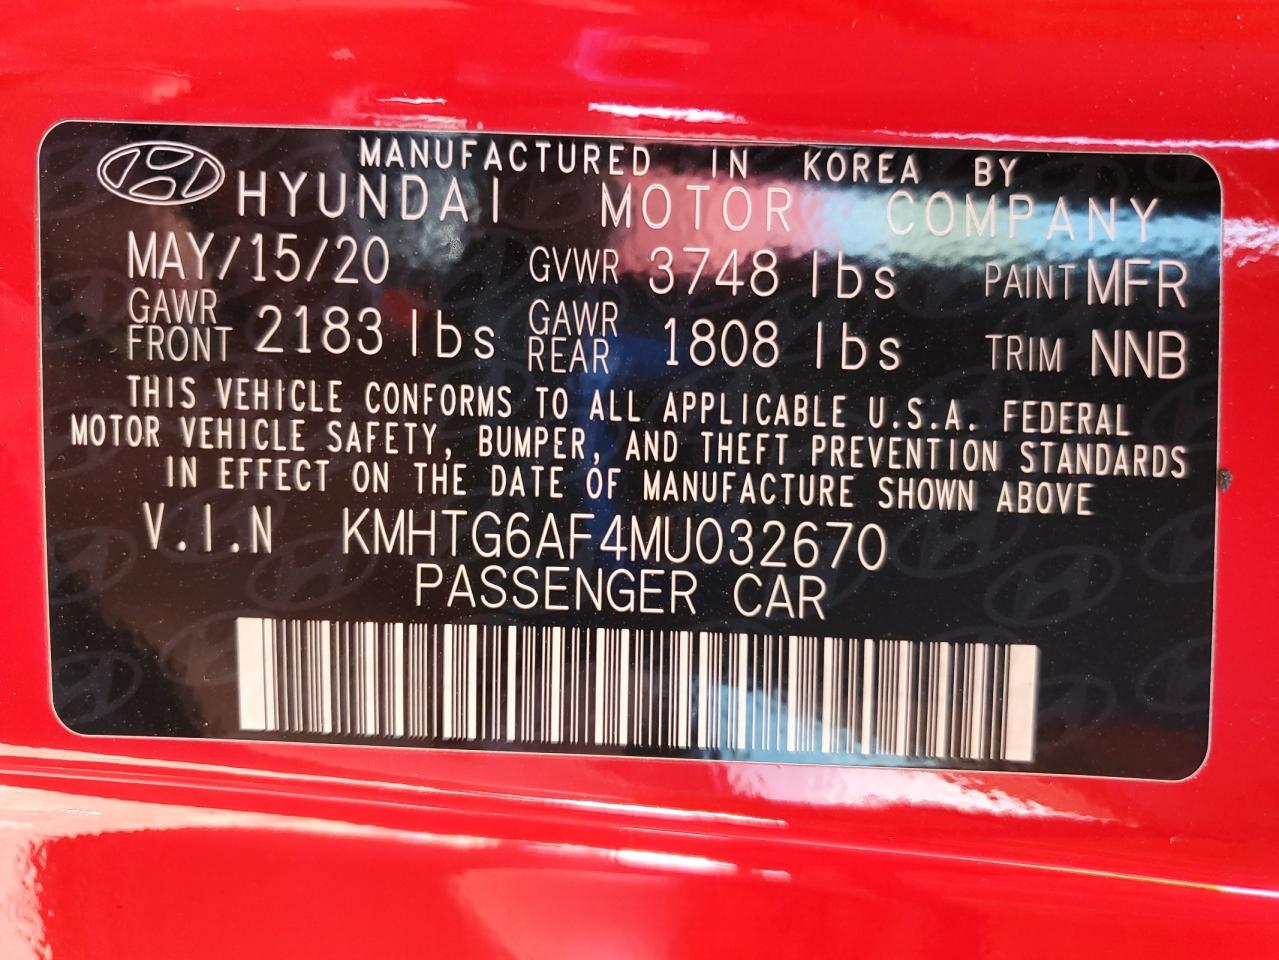 MANUFACTURED IN KOREA BY
HYUNDAI MOTOR COMPANY
MAY/15/20 GVWR 3748 lbs PAINT MFR
GAWR FRONT 2183 lbs GAWR REAR 1808 lbs TRIM NNB
THIS VEHICLE CONFORMS TO ALL APPLICABLE U.S.A. FEDERAL
MOTOR VEHICLE SAFETY, BUMPER, AND THEFT PREVENTION STANDARDS
IN EFFECT ON THE DATE OF MANUFACTURE SHOWN ABOVE
V.I.N KMHTG6AF4MU032670
PASSENGER CAR